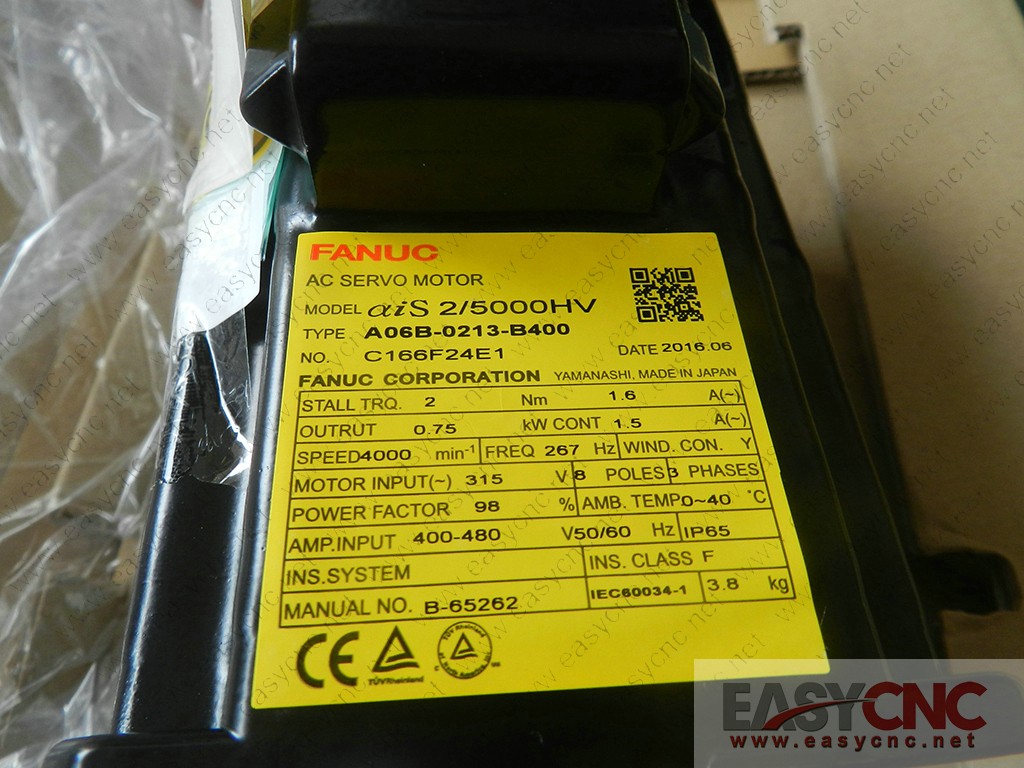 FANUC
AC SERVO MOTOR
MODEL αiS 2/5000HV
TYPE A06B-0213-B400
NO. C166F24E1 DATE 2016.06
FANUC CORPORATION YAMANASHI, MADE IN JAPAN
STALL TRQ. 2 Nm 1.6 A(~)
OUTRUT 0.75 kW CONT 1.5 A(~)
SPEED4000 min-1 FREQ 267 Hz WIND. CON. Y
MOTOR INPUT(~) 315 V 8 POLES 3 PHASES
POWER FACTOR 98 % AMB. TEMP.0~40 °C
AMP.INPUT 400-480 V50/60 Hz IP65
INS.SYSTEM INS. CLASS F
MANUAL NO. B-65262 IEC60034-1 3.8 kg
CE TÜVRheinland TÜV Rheinland
EASYCNC
www.easycnc.net